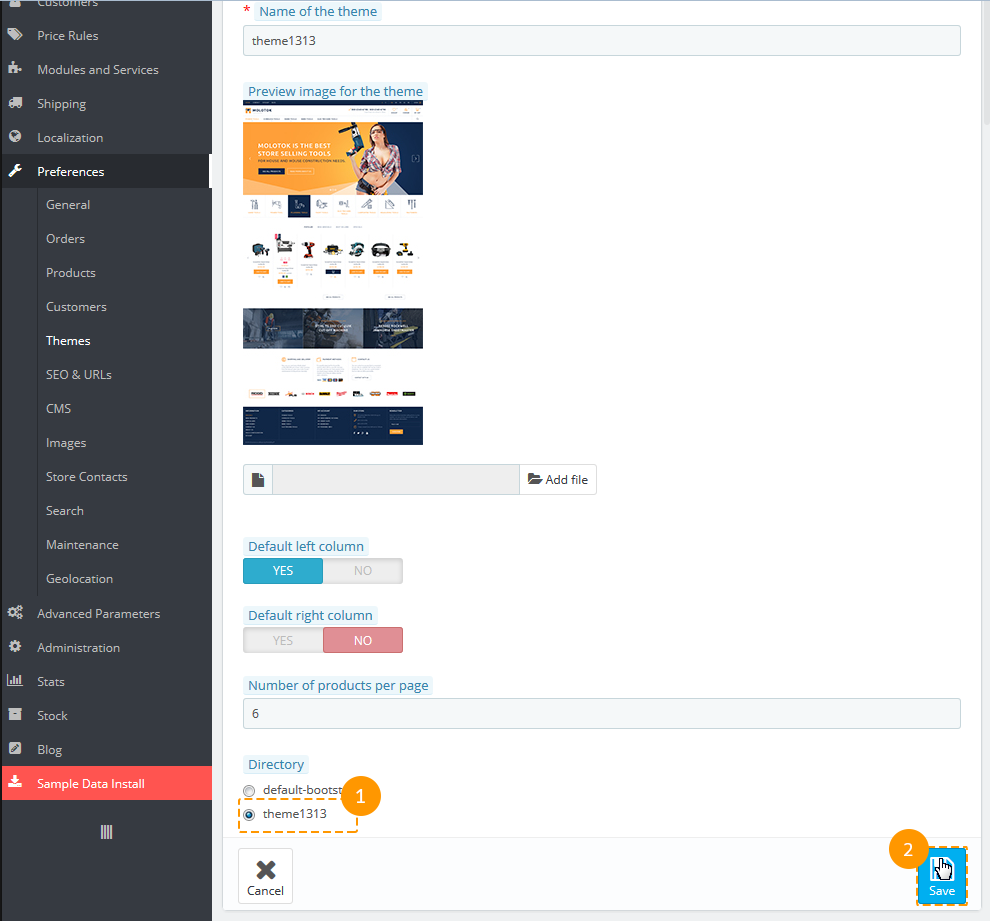 Customers
Price Rules
Modules and Services
Shipping
Localization
Preferences
General
Orders
Products
Customers
Themes
SEO & URLs
CMS
Images
Store Contacts
Search
Maintenance
Geolocation
Advanced Parameters
Administration
Stats
Stock
Blog
Sample Data Install
* Name of the theme
theme1313
Preview image for the theme
MOLOTOK
MOLOTOK IS THE BEST
STORE SELLING TOOLS
Add file
Default left column
YES NO
Default right column
YES NO
Number of products per page
6
Directory
default-bootst
1
theme1313
Cancel
2
Save